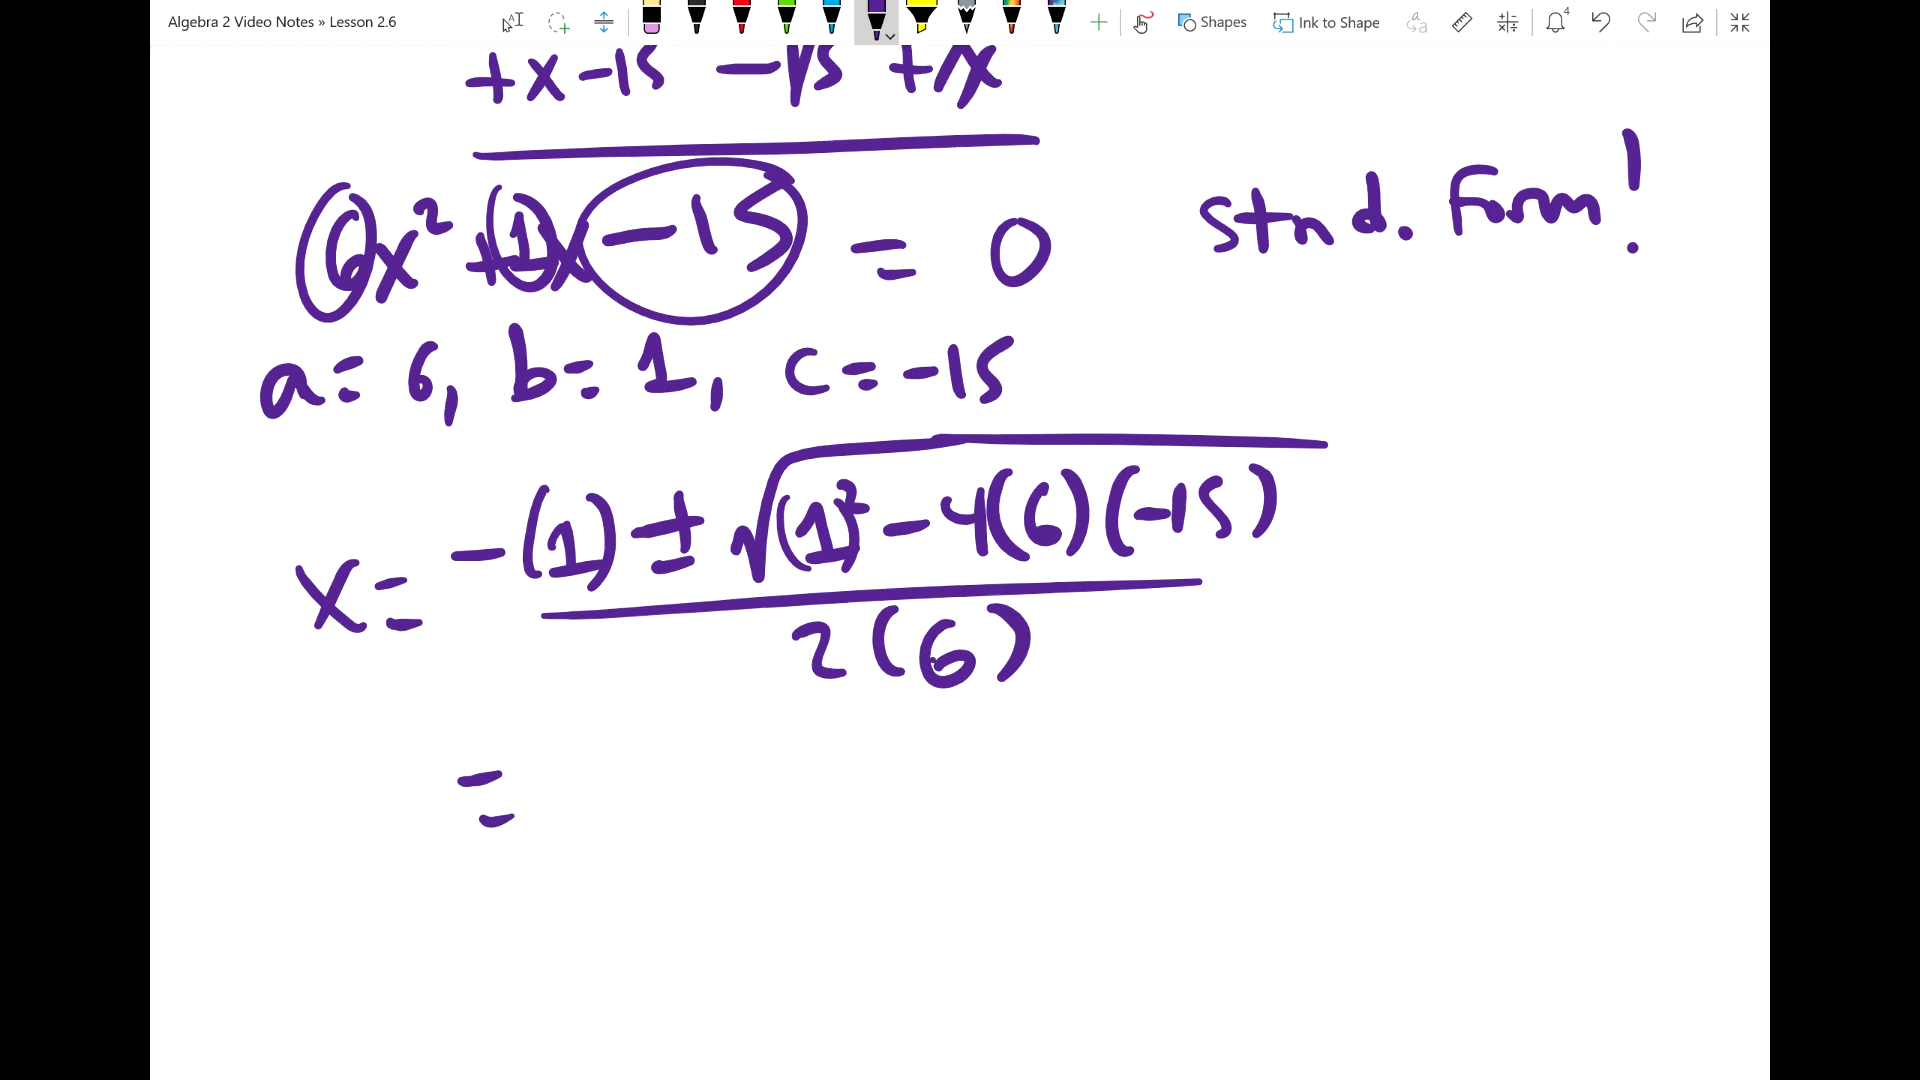 Algebra 2 Video Notes » Lesson 2.6
Shapes
Ink to Shape
4
+x-15 -15 +x
6x² +1x -15 = 0
Stnd. Form!
a = 6, b = 1, c = -15
x = -(1) ± √(1)² - 4(6)(-15)
2(6)
=